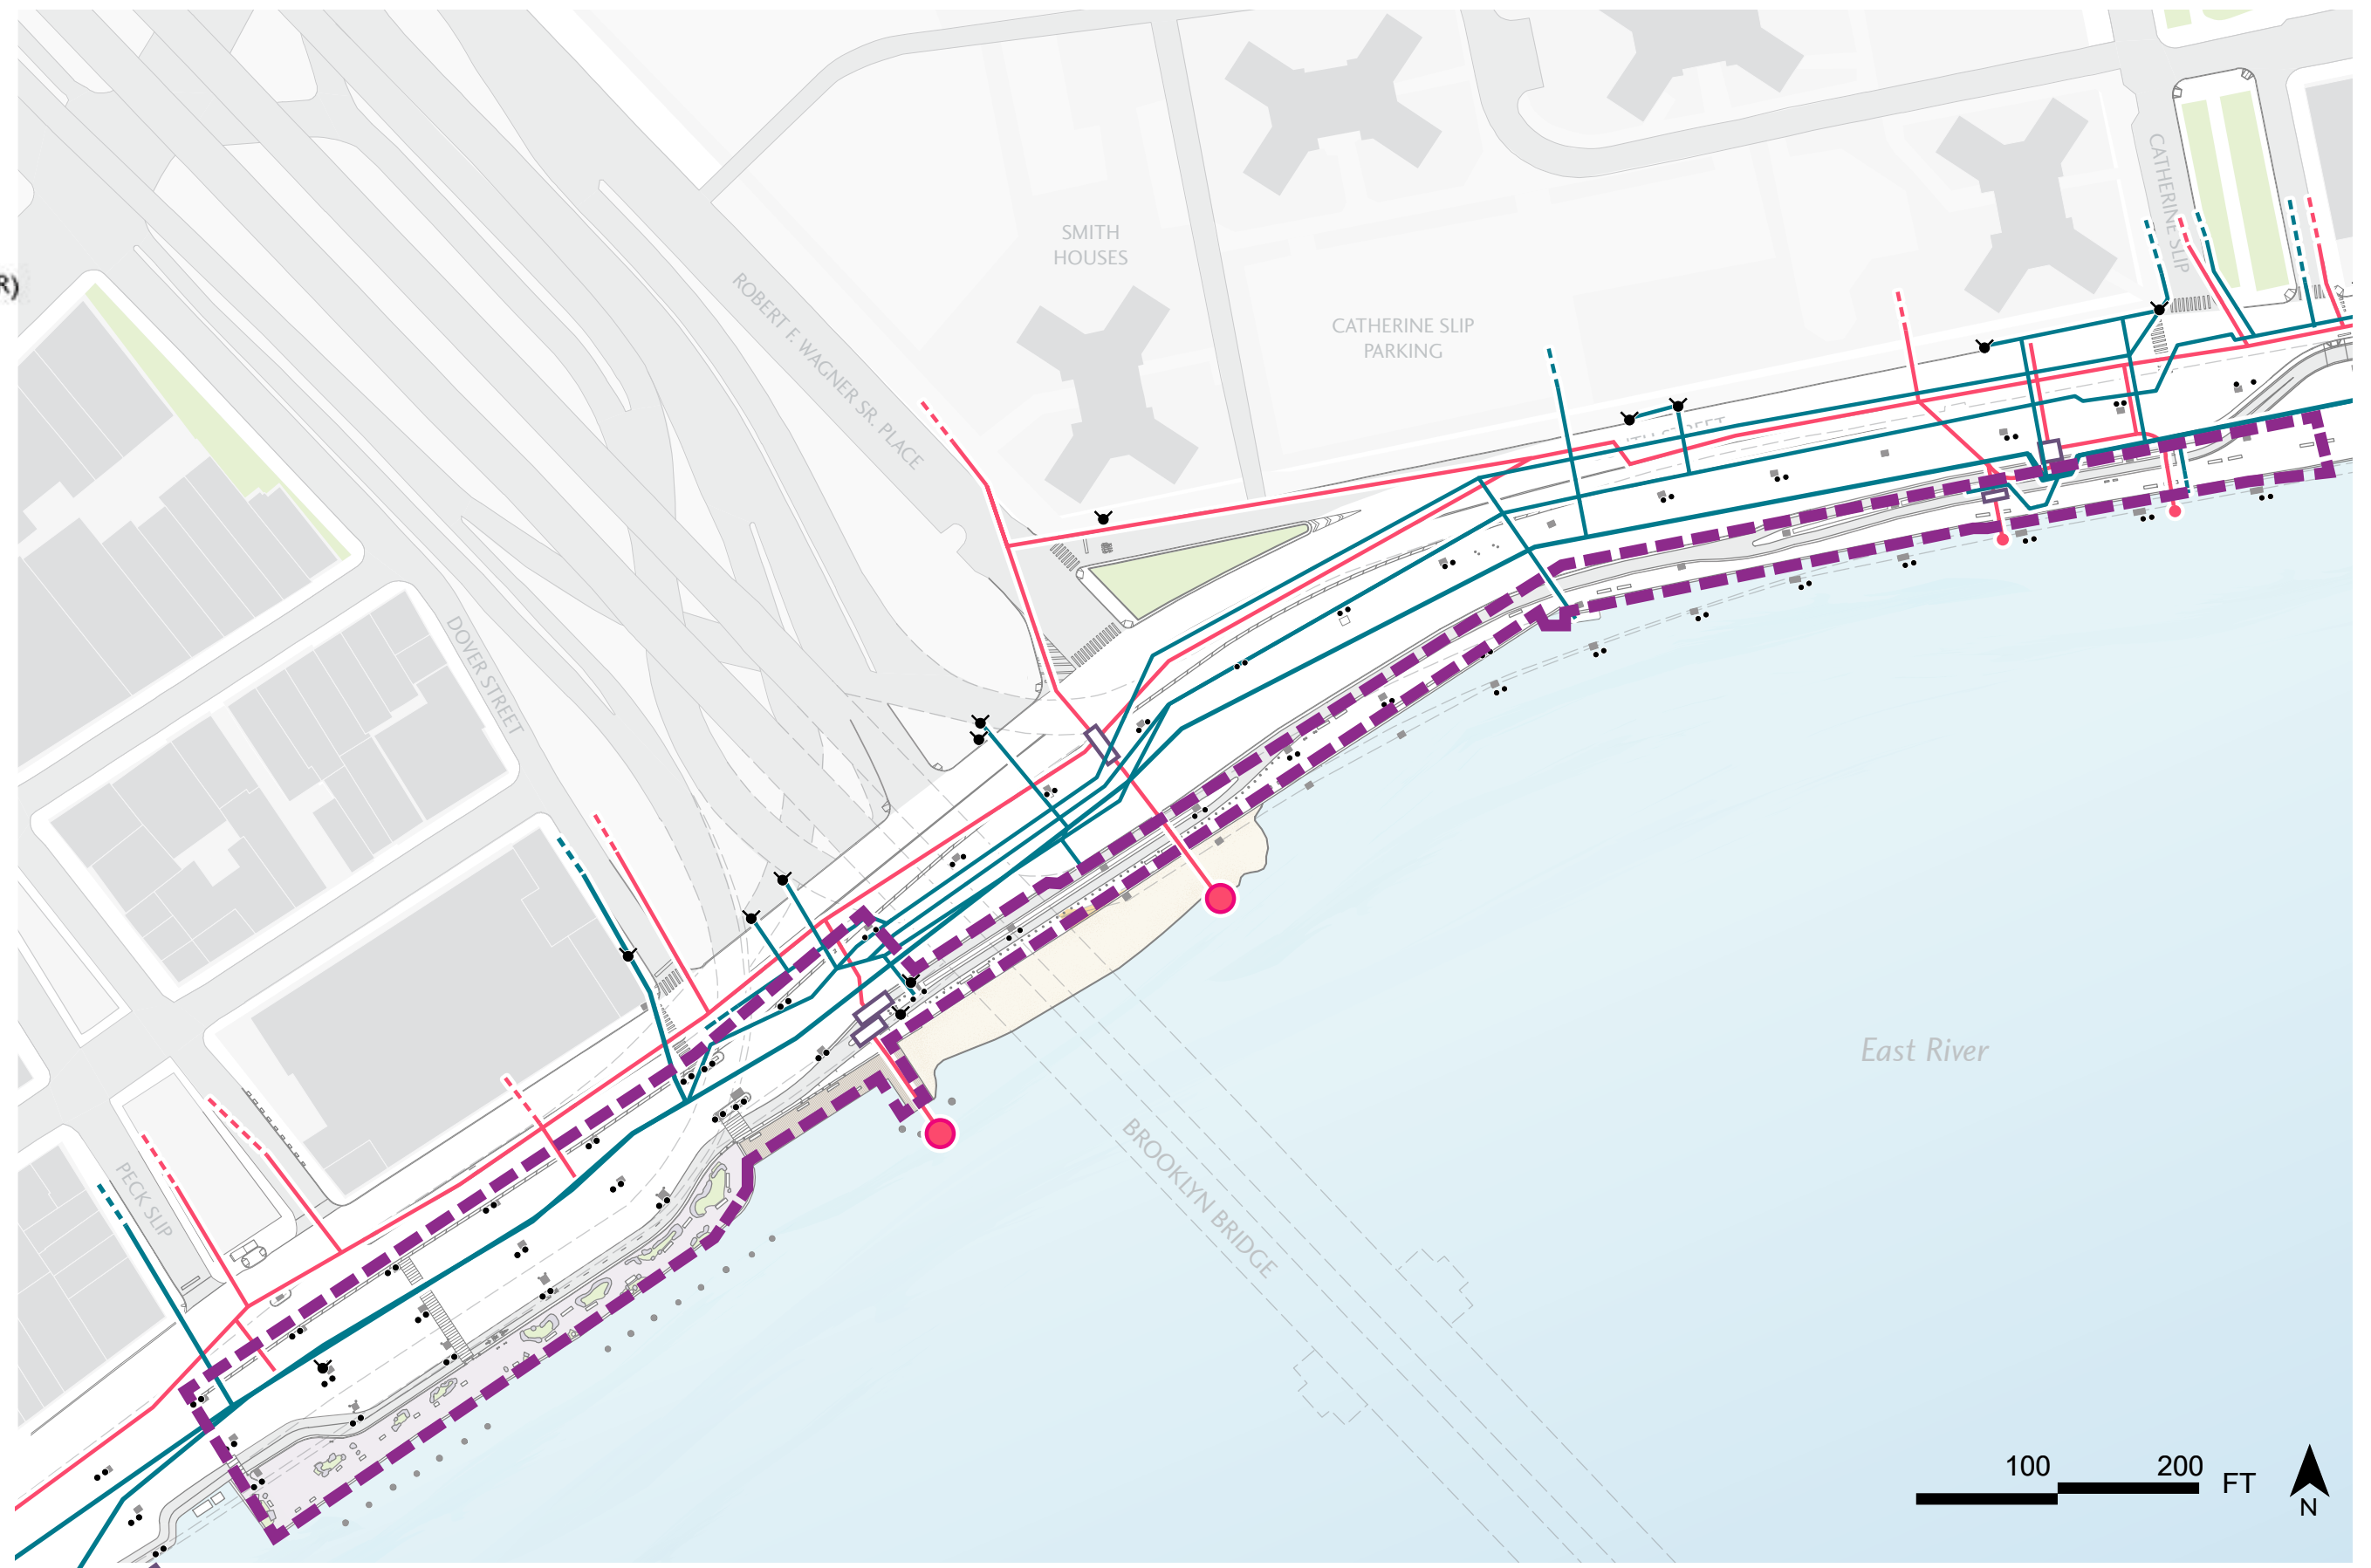 CATHERINE SLIP
SMITH
HOUSES
R)
ROBERT F. WAGNER SR. PLACE
CATHERINE SLIP
PARKING
DOVER STREET
East River
PECK SLIP
BROOKLYN BRIDGE
100
200
FT
N